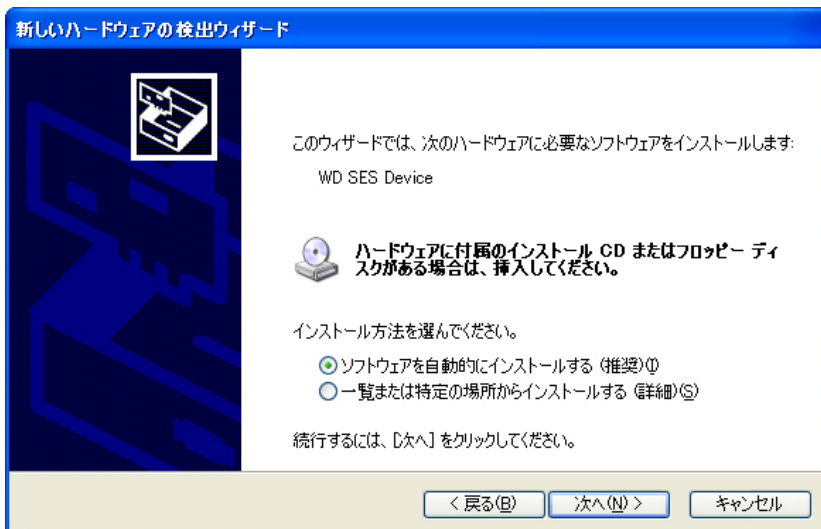 新しいハードウェアの検出ウィザード
このウィザードでは、次のハードウェアに必要なソフトウェアをインストールします:
WD SES Device
ハードウェアに付属のインストール CD またはフロッピー ディ
スクがある場合は、挿入してください。
インストール方法を選んでください。
ソフトウェアを自動的にインストールする (推奨)(I)
一覧または特定の場所からインストールする (詳細)(S)
続行するには、[次へ] をクリックしてください。
< 戻る(B)
次へ(N) >
キャンセル